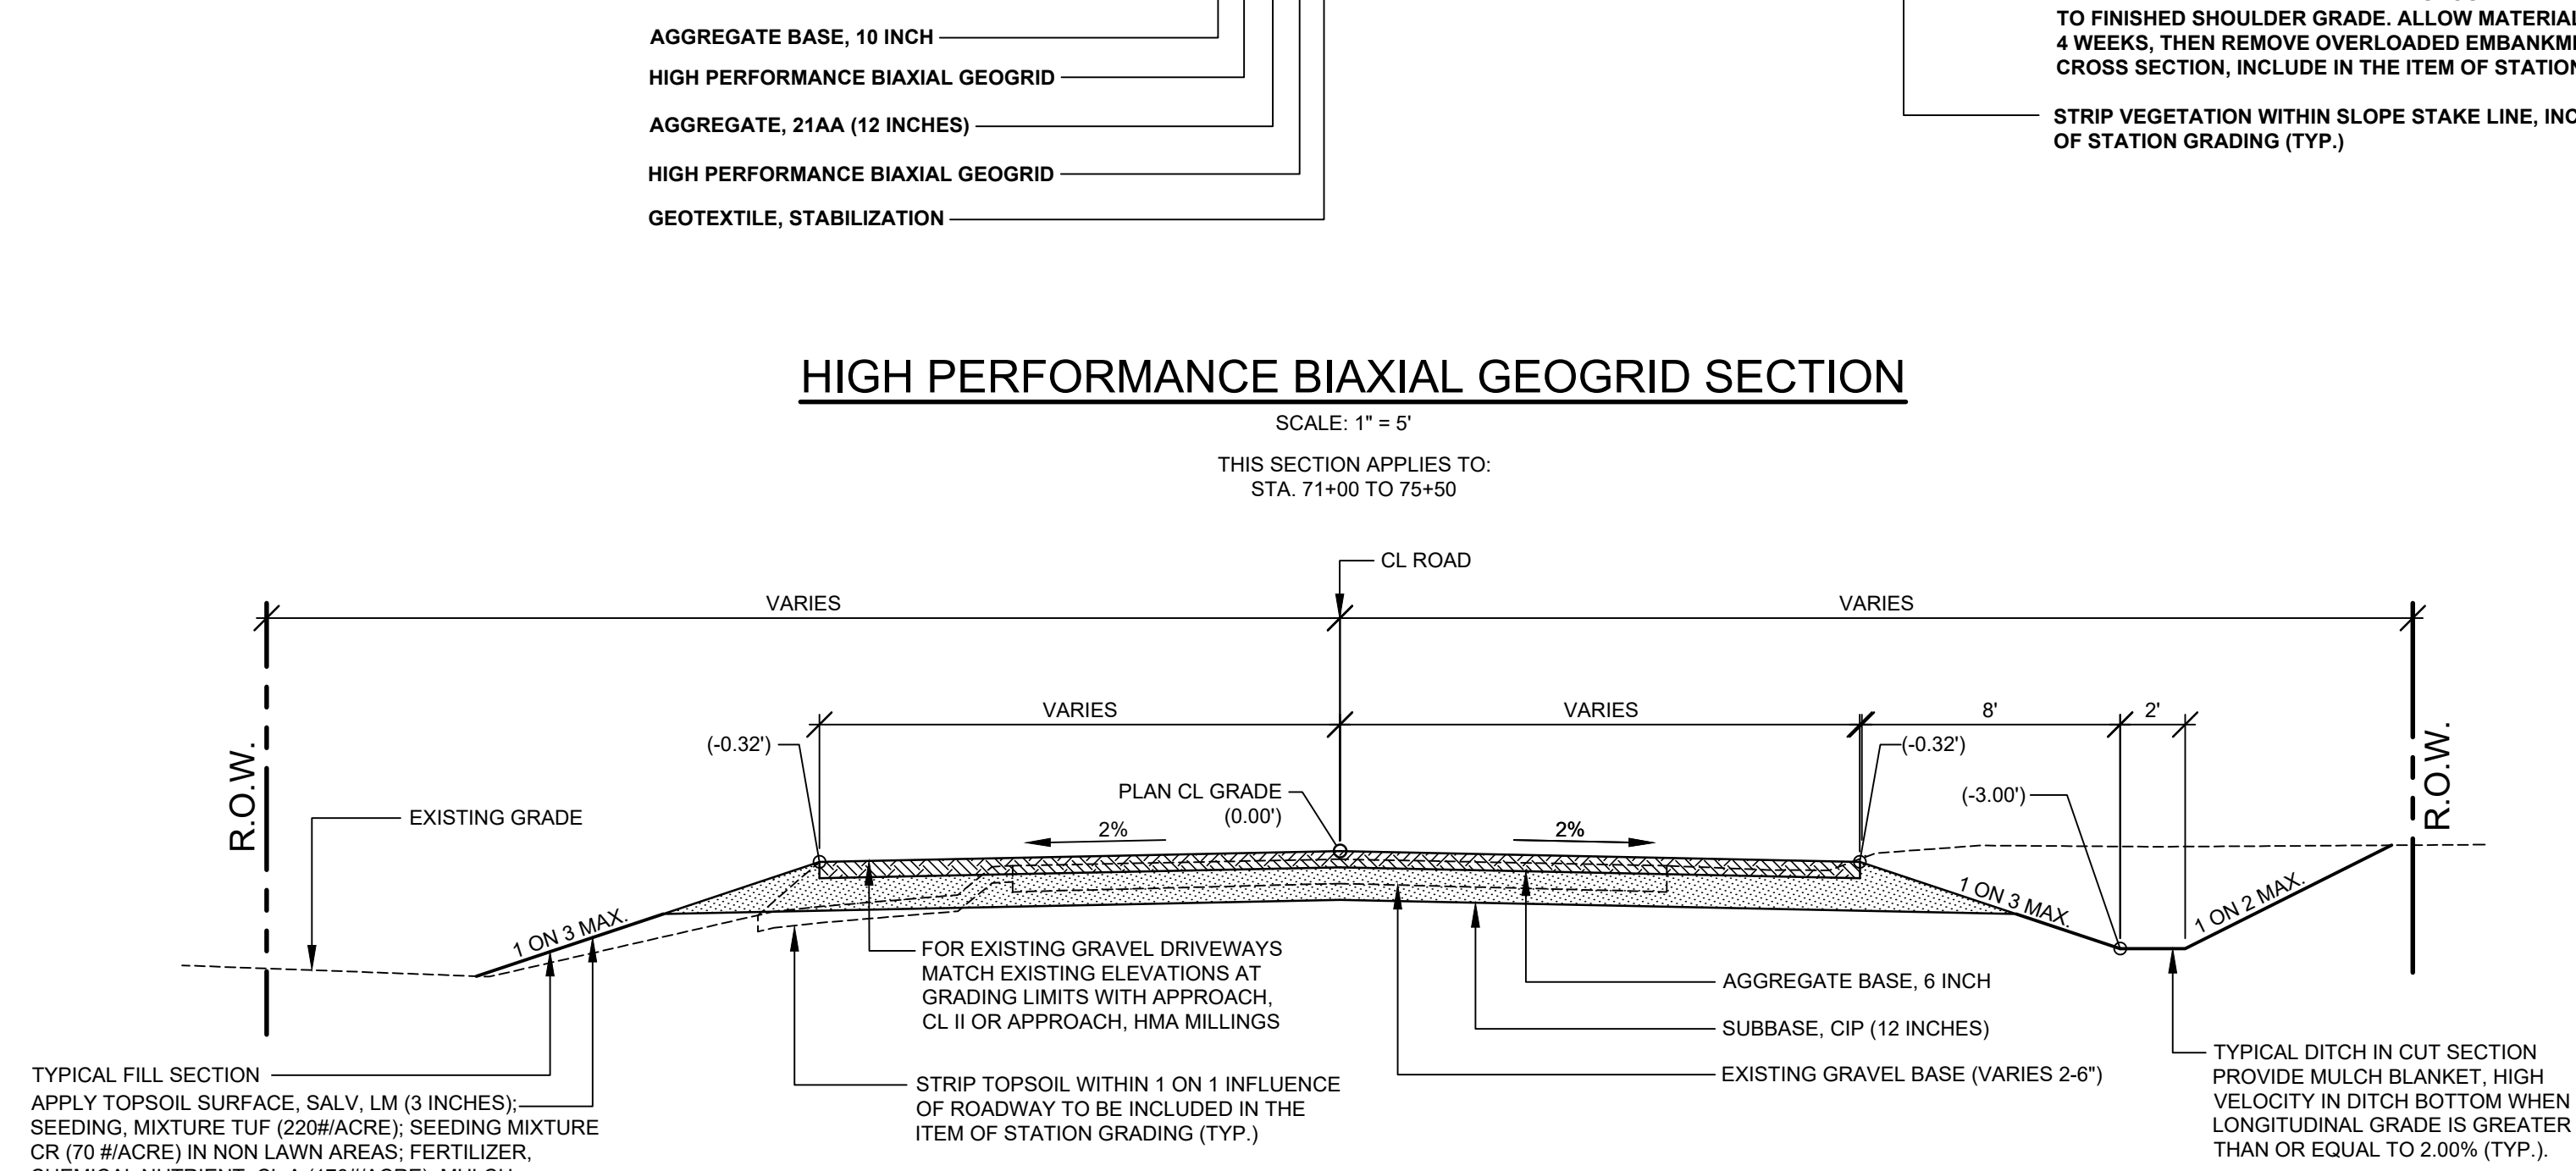 AGGREGATE BASE, 10 INCH
HIGH PERFORMANCE BIAXIAL GEOGRID
AGGREGATE, 21AA (12 INCHES)
HIGH PERFORMANCE BIAXIAL GEOGRID
GEOTEXTILE, STABILIZATION
TO FINISHED SHOULDER GRADE. ALLOW MATERIAL
4 WEEKS, THEN REMOVE OVERLOADED
CROSS SECTION, INCLUDE IN THE ITEM OF STATION
STRIP VEGETATION WITHIN SLOPE STAKE LINE,
OF STATION GRADING (TYP.)
HIGH PERFORMANCE BIAXIAL GEOGRID SECTION
SCALE: 1" = 5'
THIS SECTION APPLIES TO:
STA. 71+00 TO 75+50
CL ROAD
VARIES
VARIES
VARIES
VARIES
8'
2'
(-0.32')
(-0.32')
PLAN CL GRADE
(0.00')
(-3.00')
R.O.W.
R.O.W.
EXISTING GRADE
2%
2%
1 ON 3 MAX.
1 ON 3 MAX.
1 ON 2 MAX.
FOR EXISTING GRAVEL DRIVEWAYS
MATCH EXISTING ELEVATIONS AT
GRADING LIMITS WITH APPROACH,
CL II OR APPROACH, HMA MILLINGS
AGGREGATE BASE, 6 INCH
SUBBASE, CIP (12 INCHES)
EXISTING GRAVEL BASE (VARIES 2-6")
TYPICAL FILL SECTION
APPLY TOPSOIL SURFACE, SALV, LM (3 INCHES);
SEEDING, MIXTURE TUF (220#/ACRE); SEEDING MIXTURE
CR (70 #/ACRE) IN NON LAWN AREAS; FERTILIZER,
STRIP TOPSOIL WITHIN 1 ON 1 INFLUENCE
OF ROADWAY TO BE INCLUDED IN THE
ITEM OF STATION GRADING (TYP.)
TYPICAL DITCH IN CUT SECTION
PROVIDE MULCH BLANKET, HIGH
VELOCITY IN DITCH BOTTOM WHEN
LONGITUDINAL GRADE IS GREATER
THAN OR EQUAL TO 2.00% (TYP.).